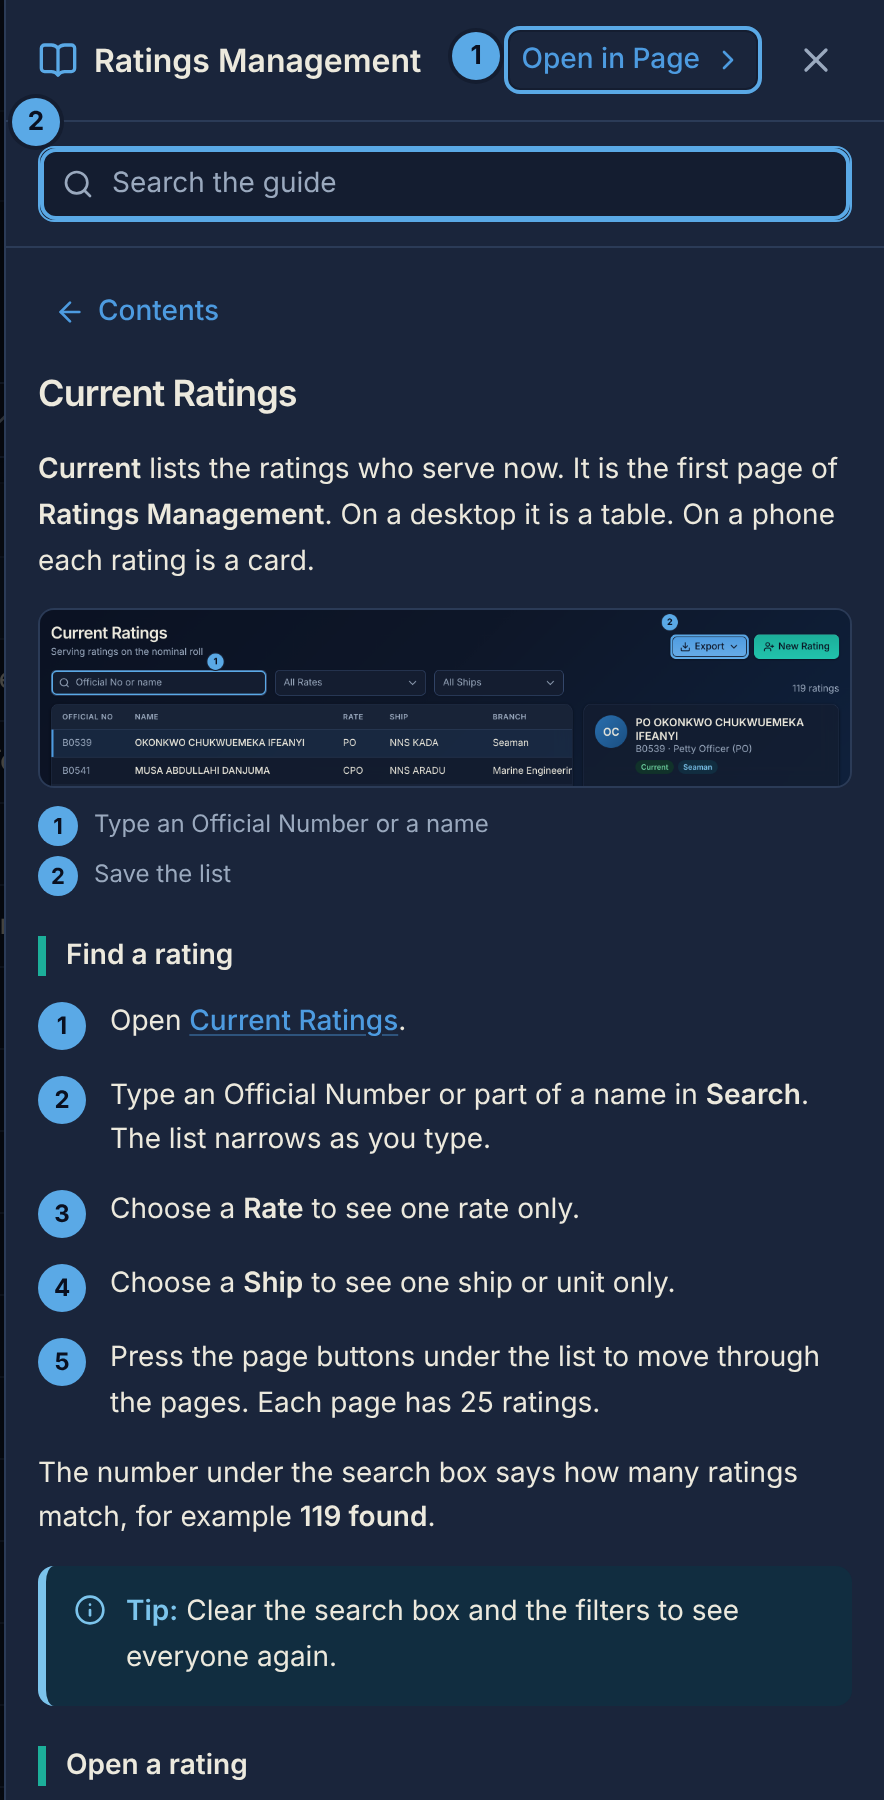 Ratings Management
1
Open in Page
2
Search the guide
Contents
Current Ratings
Current lists the ratings who serve now. It is the first page of
Ratings Management. On a desktop it is a table. On a phone
each rating is a card.
Current Ratings
Serving ratings on the nominal roll
1
2
Export
New Rating
Official No or name
All Rates
All Ships
119 ratings
OFFICIAL NO NAME RATE SHIP BRANCH
B0539 OKONKWO CHUKWUEMEKA IFEANYI PO NNS KADA Seaman
B0541 MUSA ABDULLAHI DANJUMA CPO NNS ARADU Marine Engineerin
OC
PO OKONKWO CHUKWUEMEKA
IFEANYI
B0539 · Petty Officer (PO)
Current Seaman
1 Type an Official Number or a name
2 Save the list
Find a rating
1 Open Current Ratings.
2 Type an Official Number or part of a name in Search.
The list narrows as you type.
3 Choose a Rate to see one rate only.
4 Choose a Ship to see one ship or unit only.
5 Press the page buttons under the list to move through
the pages. Each page has 25 ratings.
The number under the search box says how many ratings
match, for example 119 found.
Tip: Clear the search box and the filters to see
everyone again.
Open a rating